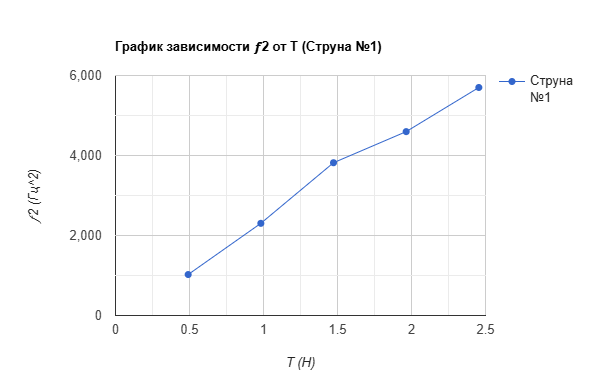 График зависимости ƒ2 от T (Струна №1)
6,000
4,000
2,000
0
ƒ2 (Гц^2)
0
0.5
1
1.5
2
2.5
T (Н)
Струна
№1